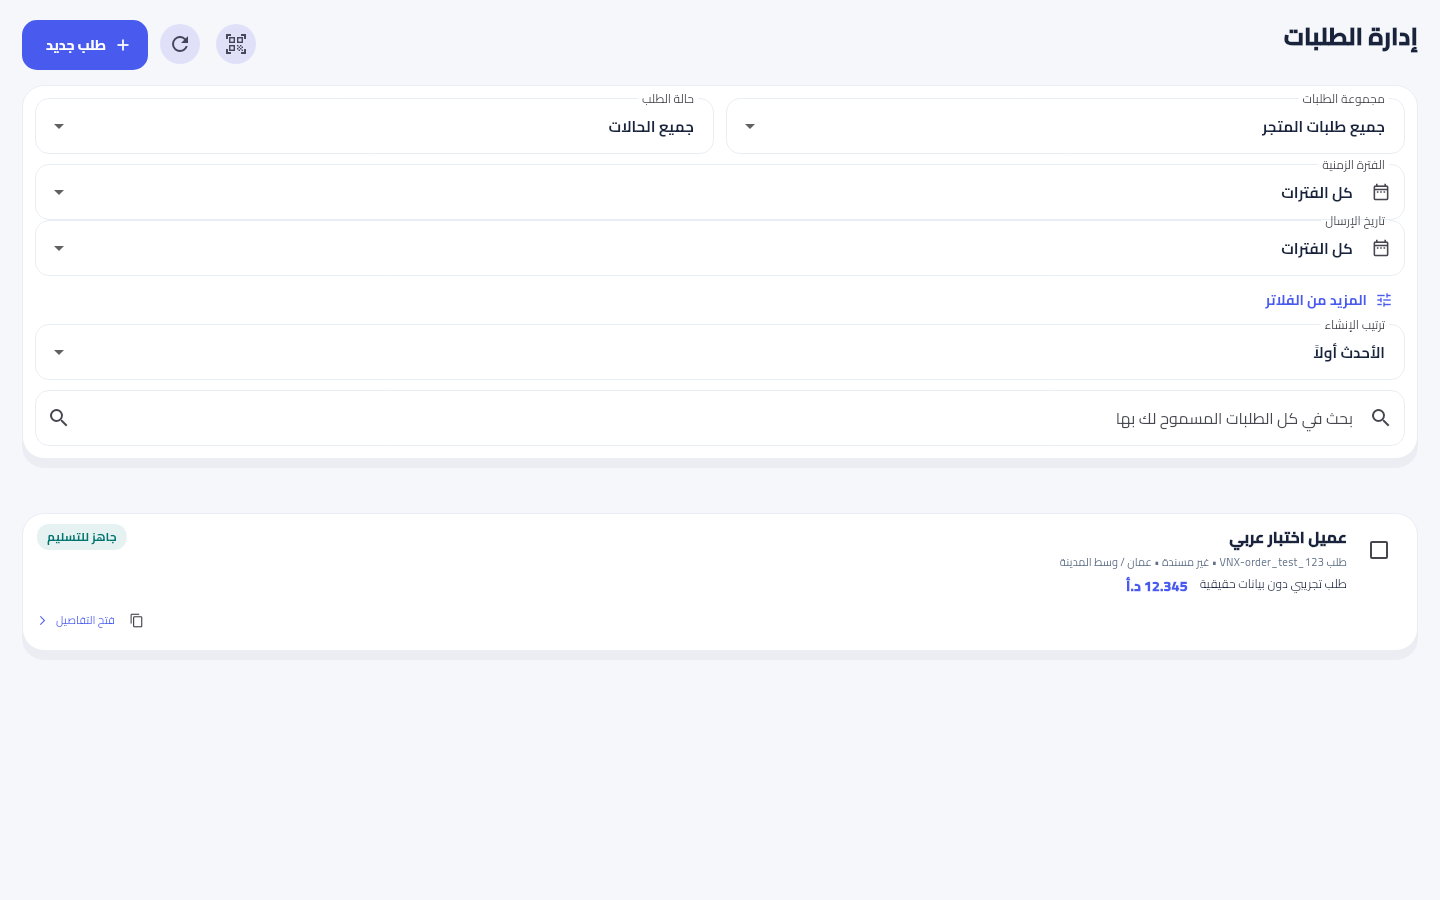 إدارة الطلبات
طلب جديد
مجموعة الطلبات
جميع طلبات المتجر
حالة الطلب
جميع الحالات
الفترة الزمنية
كل الفترات
تاريخ الإرسال
كل الفترات
المزيد من الفلاتر
ترتيب الإنشاء
الأحدث أولاً
بحث في كل الطلبات المسموح لك بها
عميل اختبار عربي
جاهز للتسليم
طلب VNX-order_test_123 • غير مسندة • عمان / وسط المدينة
طلب تجريبي دون بيانات حقيقية 12.345 د.أ
فتح التفاصيل